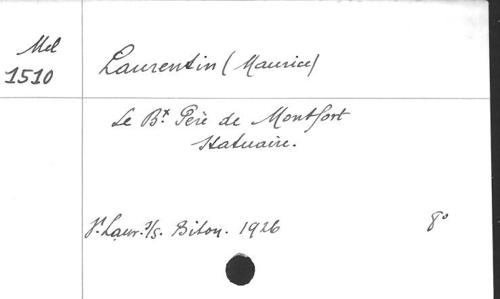 Mel
1510
Laurentin (Maurice)
Le Bx. Père de Montfort
Statuaire.
St. Laur. s/s. Biton. 1926 8°